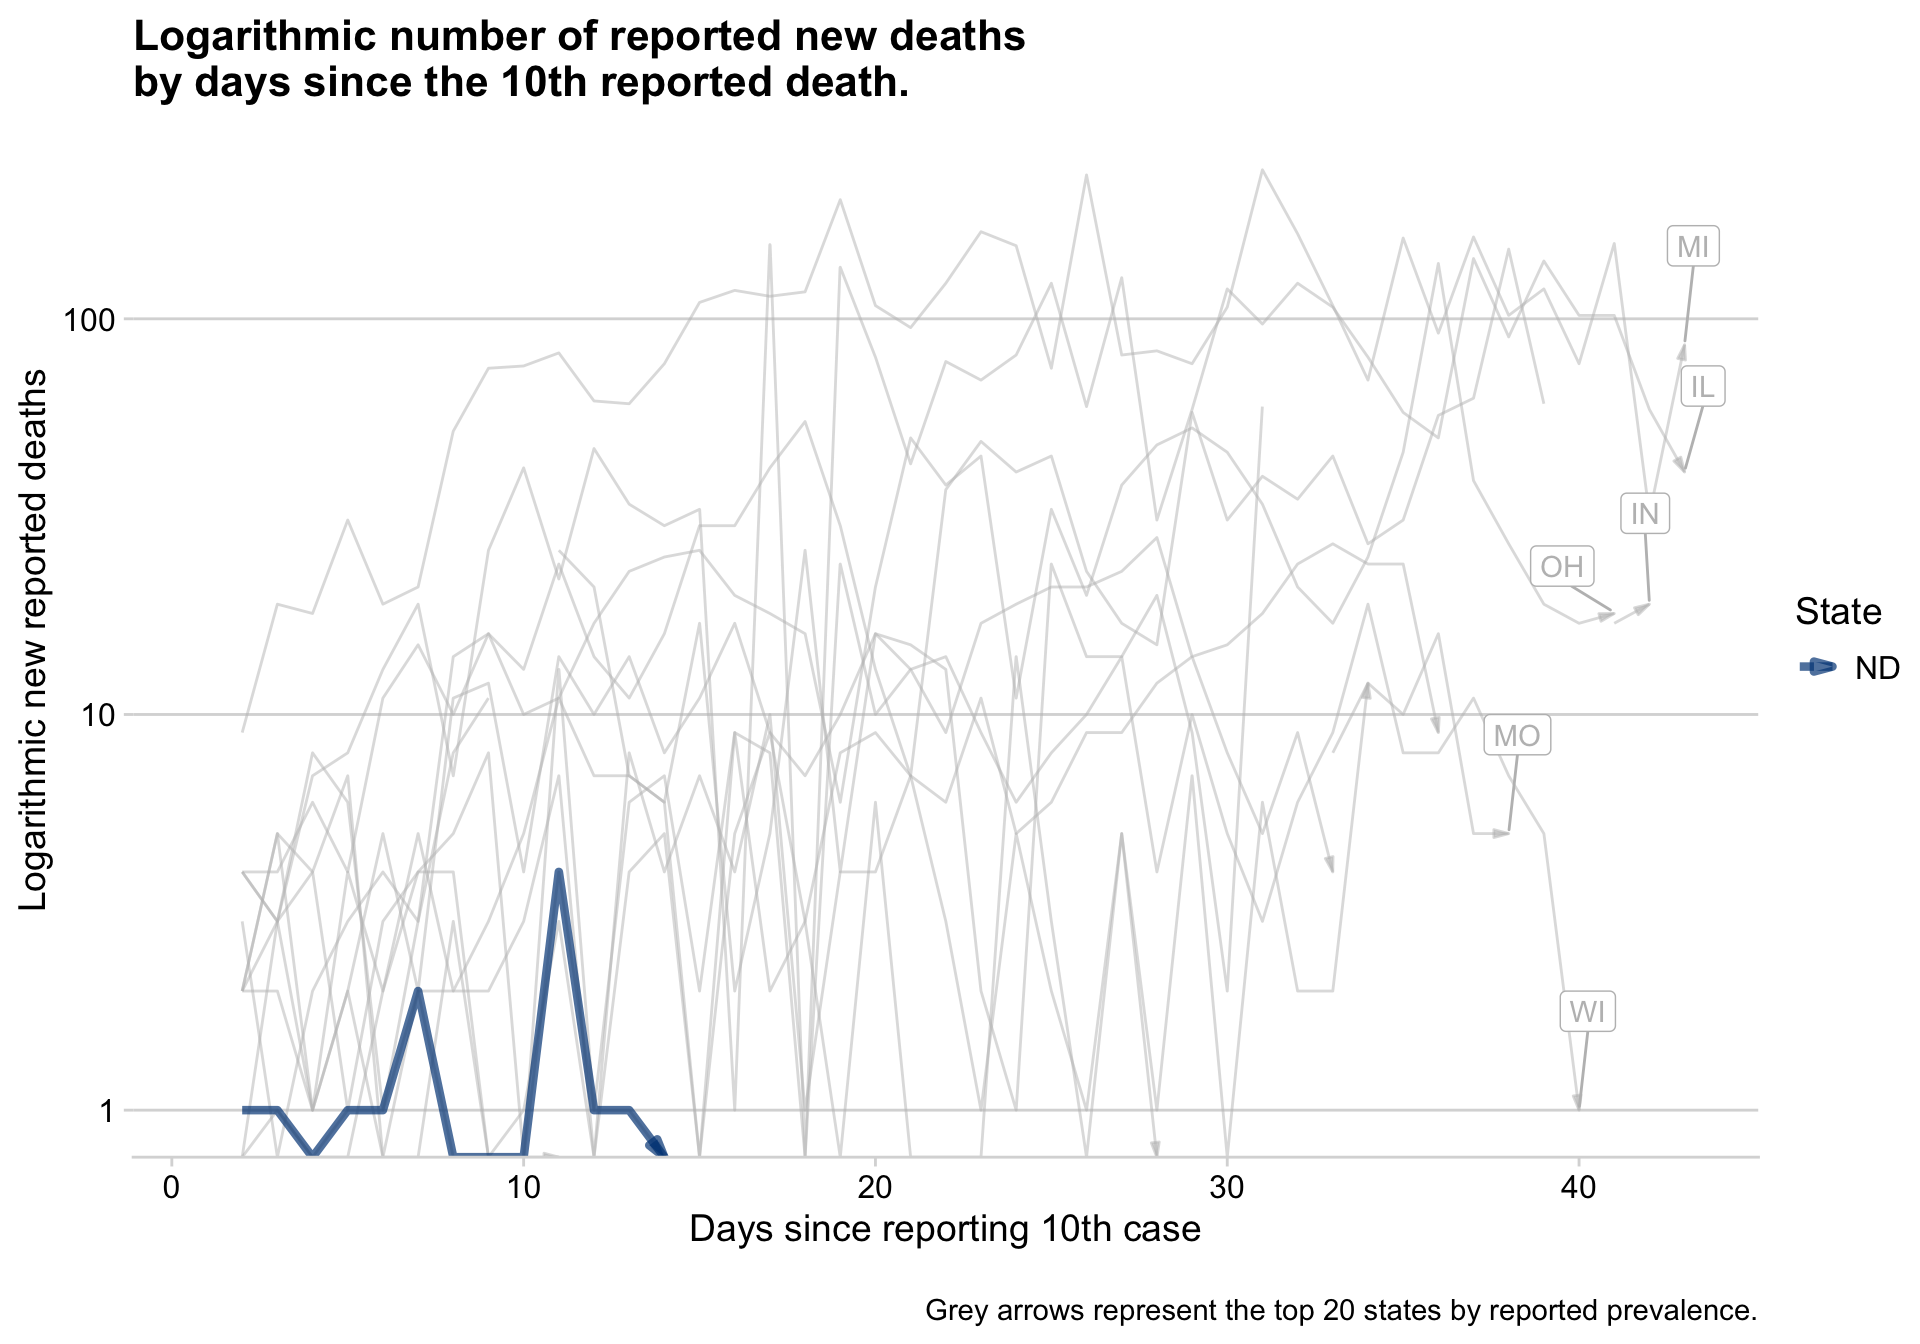 Logarithmic number of reported new deaths
by days since the 10th reported death.
Logarithmic new reported deaths
100
10
1
MI
IL
IN
OH
MO
WI
State
ND
0
10
20
30
40
Days since reporting 10th case
Grey arrows represent the top 20 states by reported prevalence.